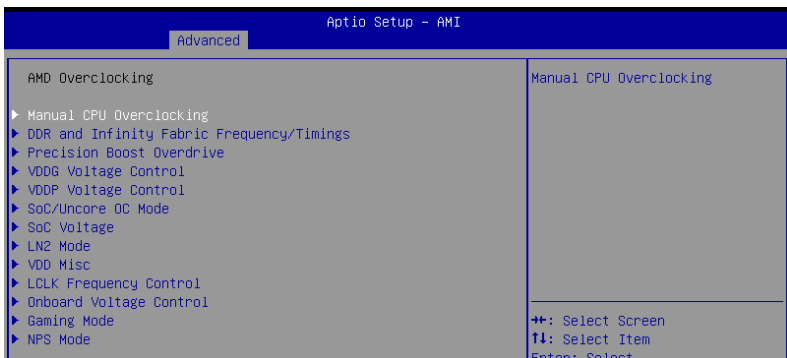 Aptio Setup - AMI
Advanced
AMD Overclocking
Manual CPU Overclocking
DDR and Infinity Fabric Frequency/Timings
Precision Boost Overdrive
VDDG Voltage Control
VDDP Voltage Control
SoC/Uncore OC Mode
SoC Voltage
LN2 Mode
VDD Misc
LCLK Frequency Control
Onboard Voltage Control
Gaming Mode
NPS Mode
Manual CPU Overclocking
→←: Select Screen
↑↓: Select Item
Enter: Select